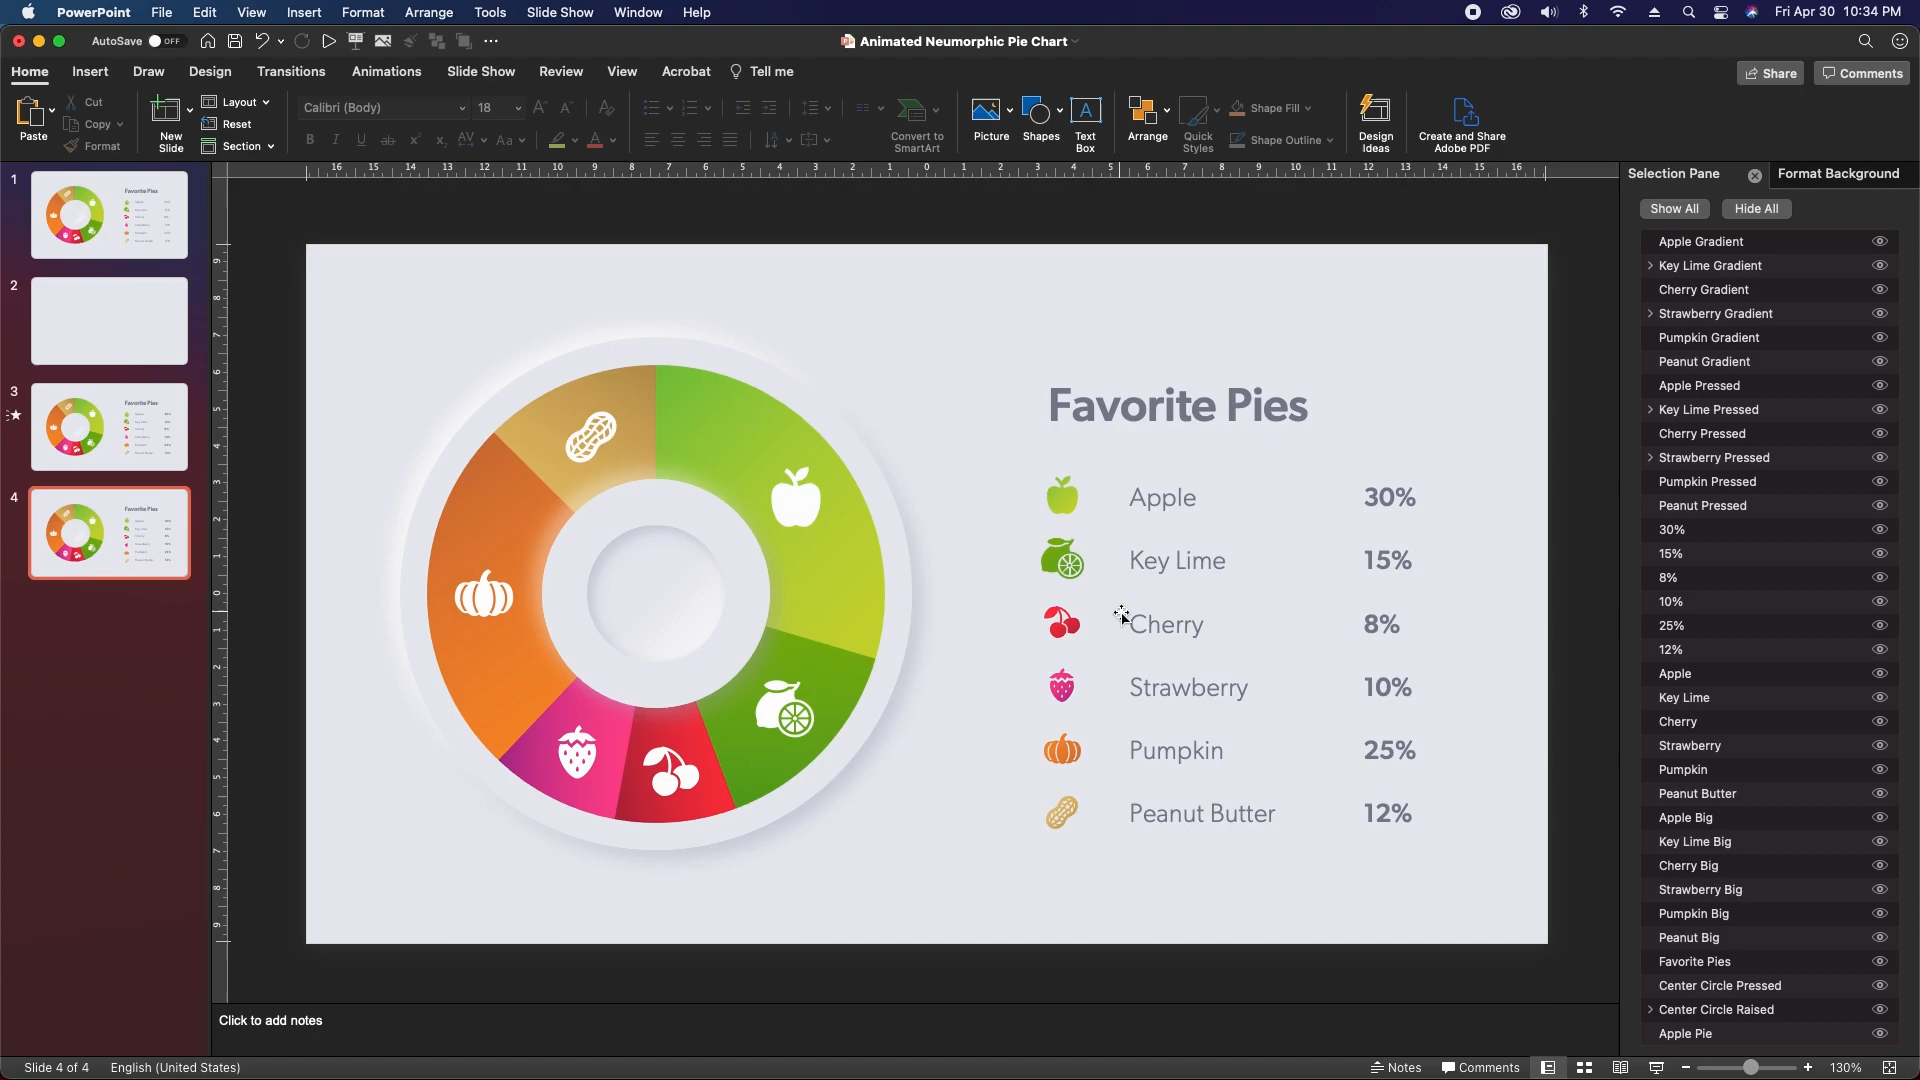 PowerPoint File Edit View Insert Format Arrange Tools Slide Show Window Help Fri Apr 30 10:34 PM
AutoSave OFF Animated Neumorphic Pie Chart
Home Insert Draw Design Transitions Animations Slide Show Review View Acrobat Tell me Share Comments
Paste Cut Copy Format
New Slide Layout Reset Section
Calibri (Body) 18
Convert to SmartArt
Picture Shapes Text Box
Arrange Quick Styles Shape Fill Shape Outline
Design Ideas
Create and Share Adobe PDF
1
2
3
4
Favorite Pies
Apple 30%
Key Lime 15%
Cherry 8%
Strawberry 10%
Pumpkin 25%
Peanut Butter 12%
Click to add notes
Selection Pane Format Background
Show All Hide All
Apple Gradient
Key Lime Gradient
Cherry Gradient
Strawberry Gradient
Pumpkin Gradient
Peanut Gradient
Apple Pressed
Key Lime Pressed
Cherry Pressed
Strawberry Pressed
Pumpkin Pressed
Peanut Pressed
30%
15%
8%
10%
25%
12%
Apple
Key Lime
Cherry
Strawberry
Pumpkin
Peanut Butter
Apple Big
Key Lime Big
Cherry Big
Strawberry Big
Pumpkin Big
Peanut Big
Favorite Pies
Center Circle Pressed
Center Circle Raised
Apple Pie
Slide 4 of 4 English (United States) Notes Comments 130%